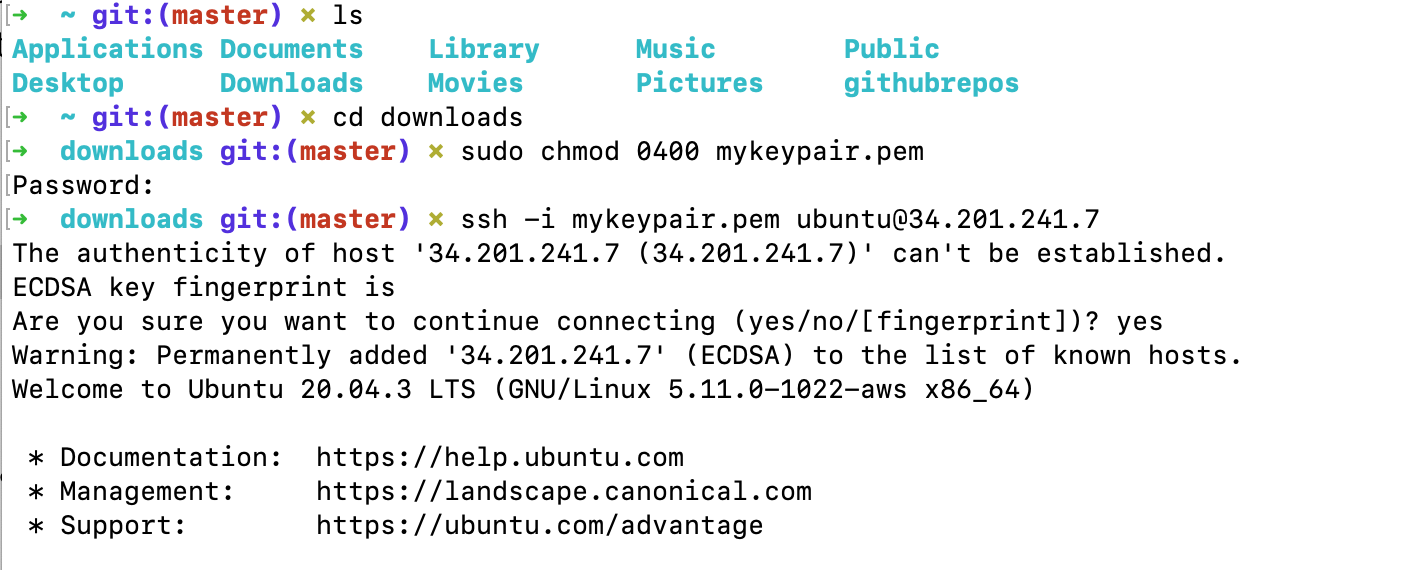 [➜  ~ git:(master) ✗ ls
Applications Documents    Library      Music        Public
Desktop      Downloads    Movies       Pictures     githubrepos
[➜  ~ git:(master) ✗ cd downloads
[➜  downloads git:(master) ✗ sudo chmod 0400 mykeypair.pem
[Password:
[➜  downloads git:(master) ✗ ssh -i mykeypair.pem ubuntu@34.201.241.7
The authenticity of host '34.201.241.7 (34.201.241.7)' can't be established.
ECDSA key fingerprint is
Are you sure you want to continue connecting (yes/no/[fingerprint])? yes
Warning: Permanently added '34.201.241.7' (ECDSA) to the list of known hosts.
Welcome to Ubuntu 20.04.3 LTS (GNU/Linux 5.11.0-1022-aws x86_64)
 * Documentation:  https://help.ubuntu.com
 * Management:     https://landscape.canonical.com
 * Support:        https://ubuntu.com/advantage